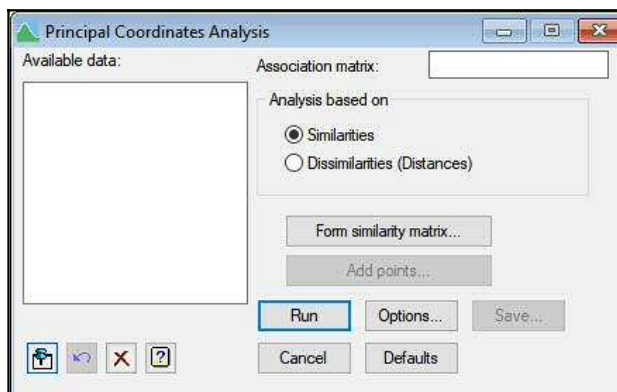 Principal Coordinates Analysis
Available data:
Association matrix:
Analysis based on
Similarities
Dissimilarities (Distances)
Form similarity matrix...
Add points...
Run
Options...
Save...
Cancel
Defaults